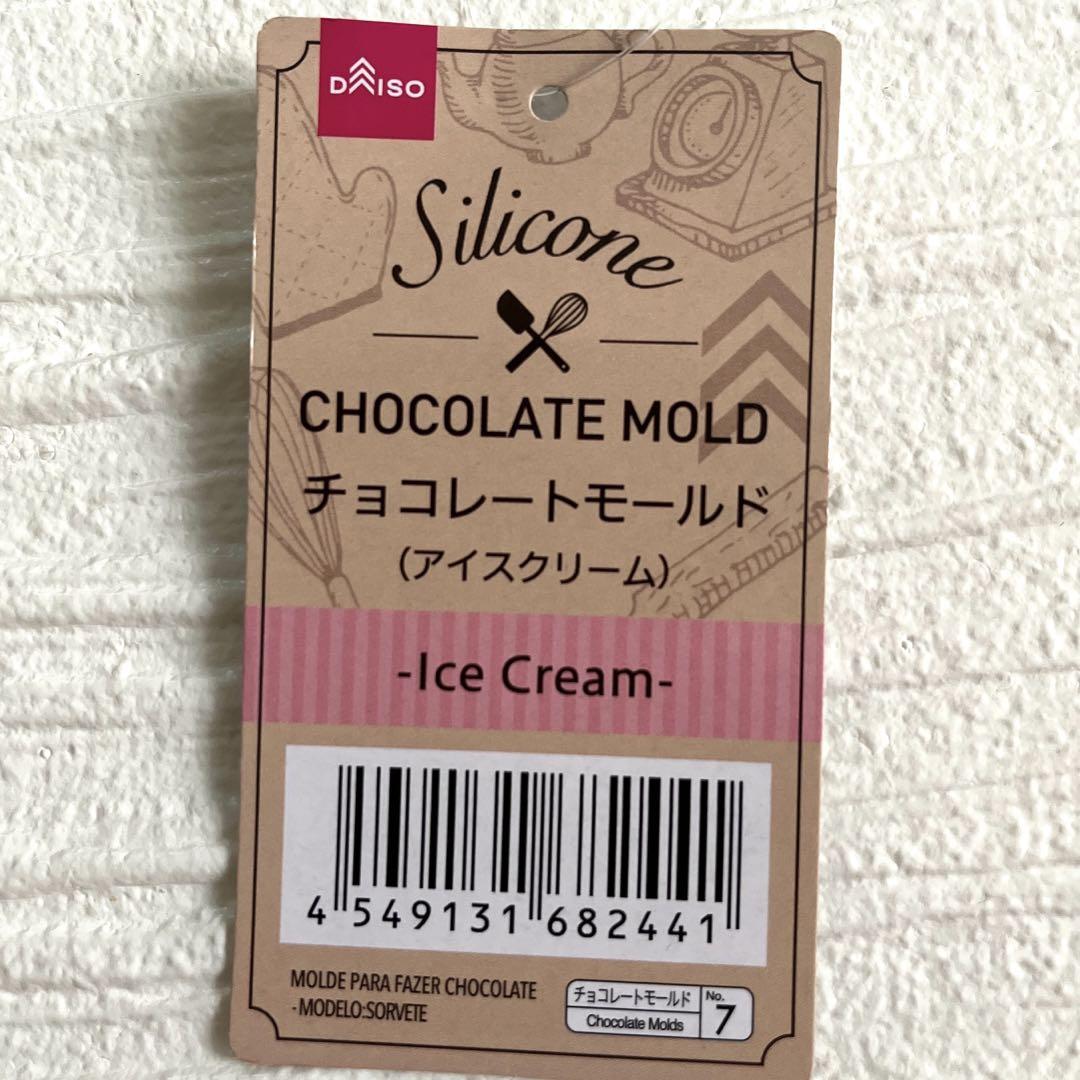 DAISO
Silicone
CHOCOLATE MOLD
チョコレートモールド
（アイスクリーム）
-Ice Cream-
4 549131 682441
MOLDE PARA FAZER CHOCOLATE
-MODELO:SORVETE
チョコレートモールド
Chocolate Molds
No.
7